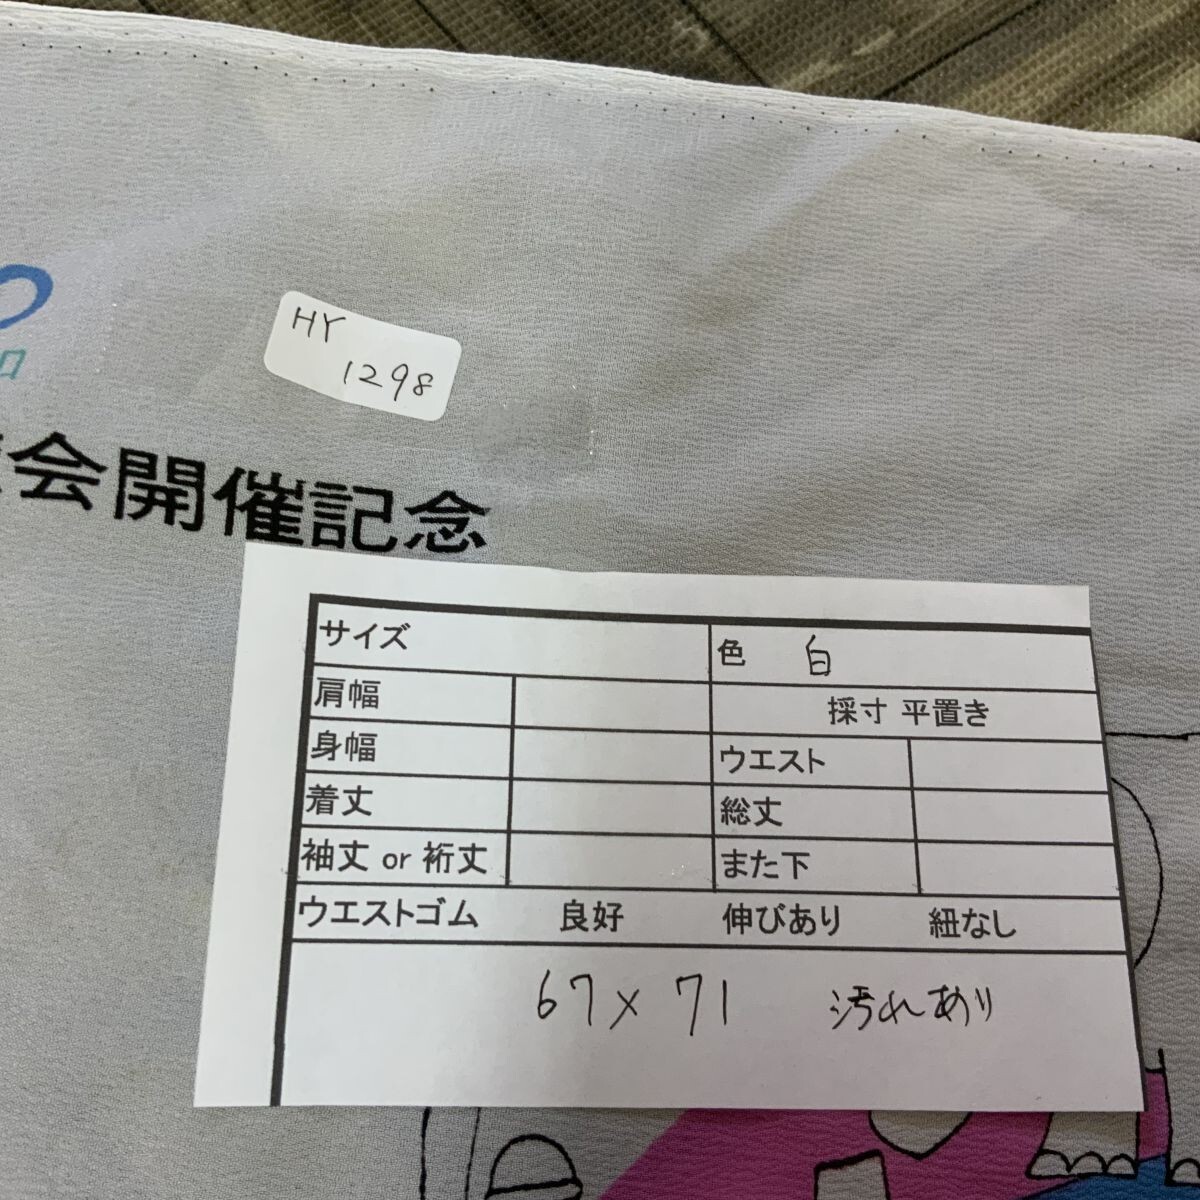 ロ
HY
1298
会開催記念
サイズ
色 白
肩幅
採寸 平置き
身幅
ウエスト
着丈
総丈
袖丈 or 裄丈
また下
ウエストゴム 良好 伸びあり 紐なし
67×71 汚れあり